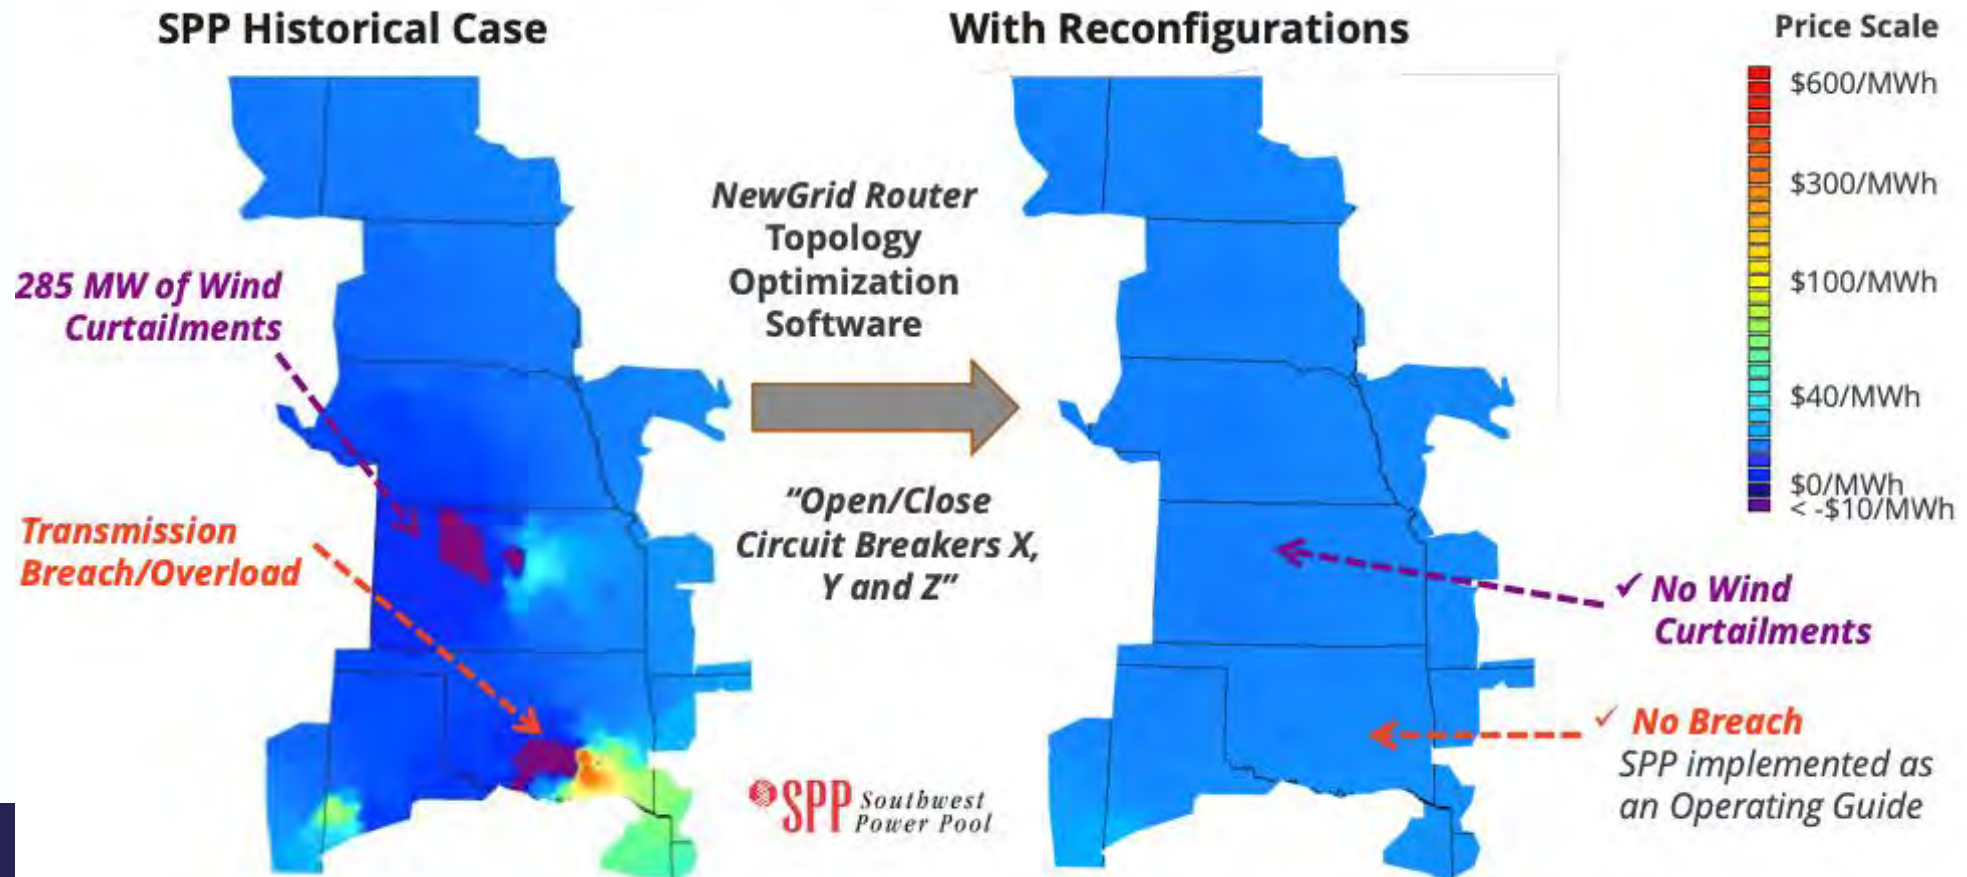 SPP Historical Case
With Reconfigurations
Price Scale
$600/MWh
$300/MWh
$100/MWh
$40/MWh
$0/MWh
< -$10/MWh
285 MW of Wind
Curtailments
Transmission
Breach/Overload
NewGrid Router
Topology
Optimization
Software
“Open/Close
Circuit Breakers X,
Y and Z”
SPP Southwest
Power Pool
✓ No Wind
Curtailments
✓ No Breach
SPP implemented as
an Operating Guide